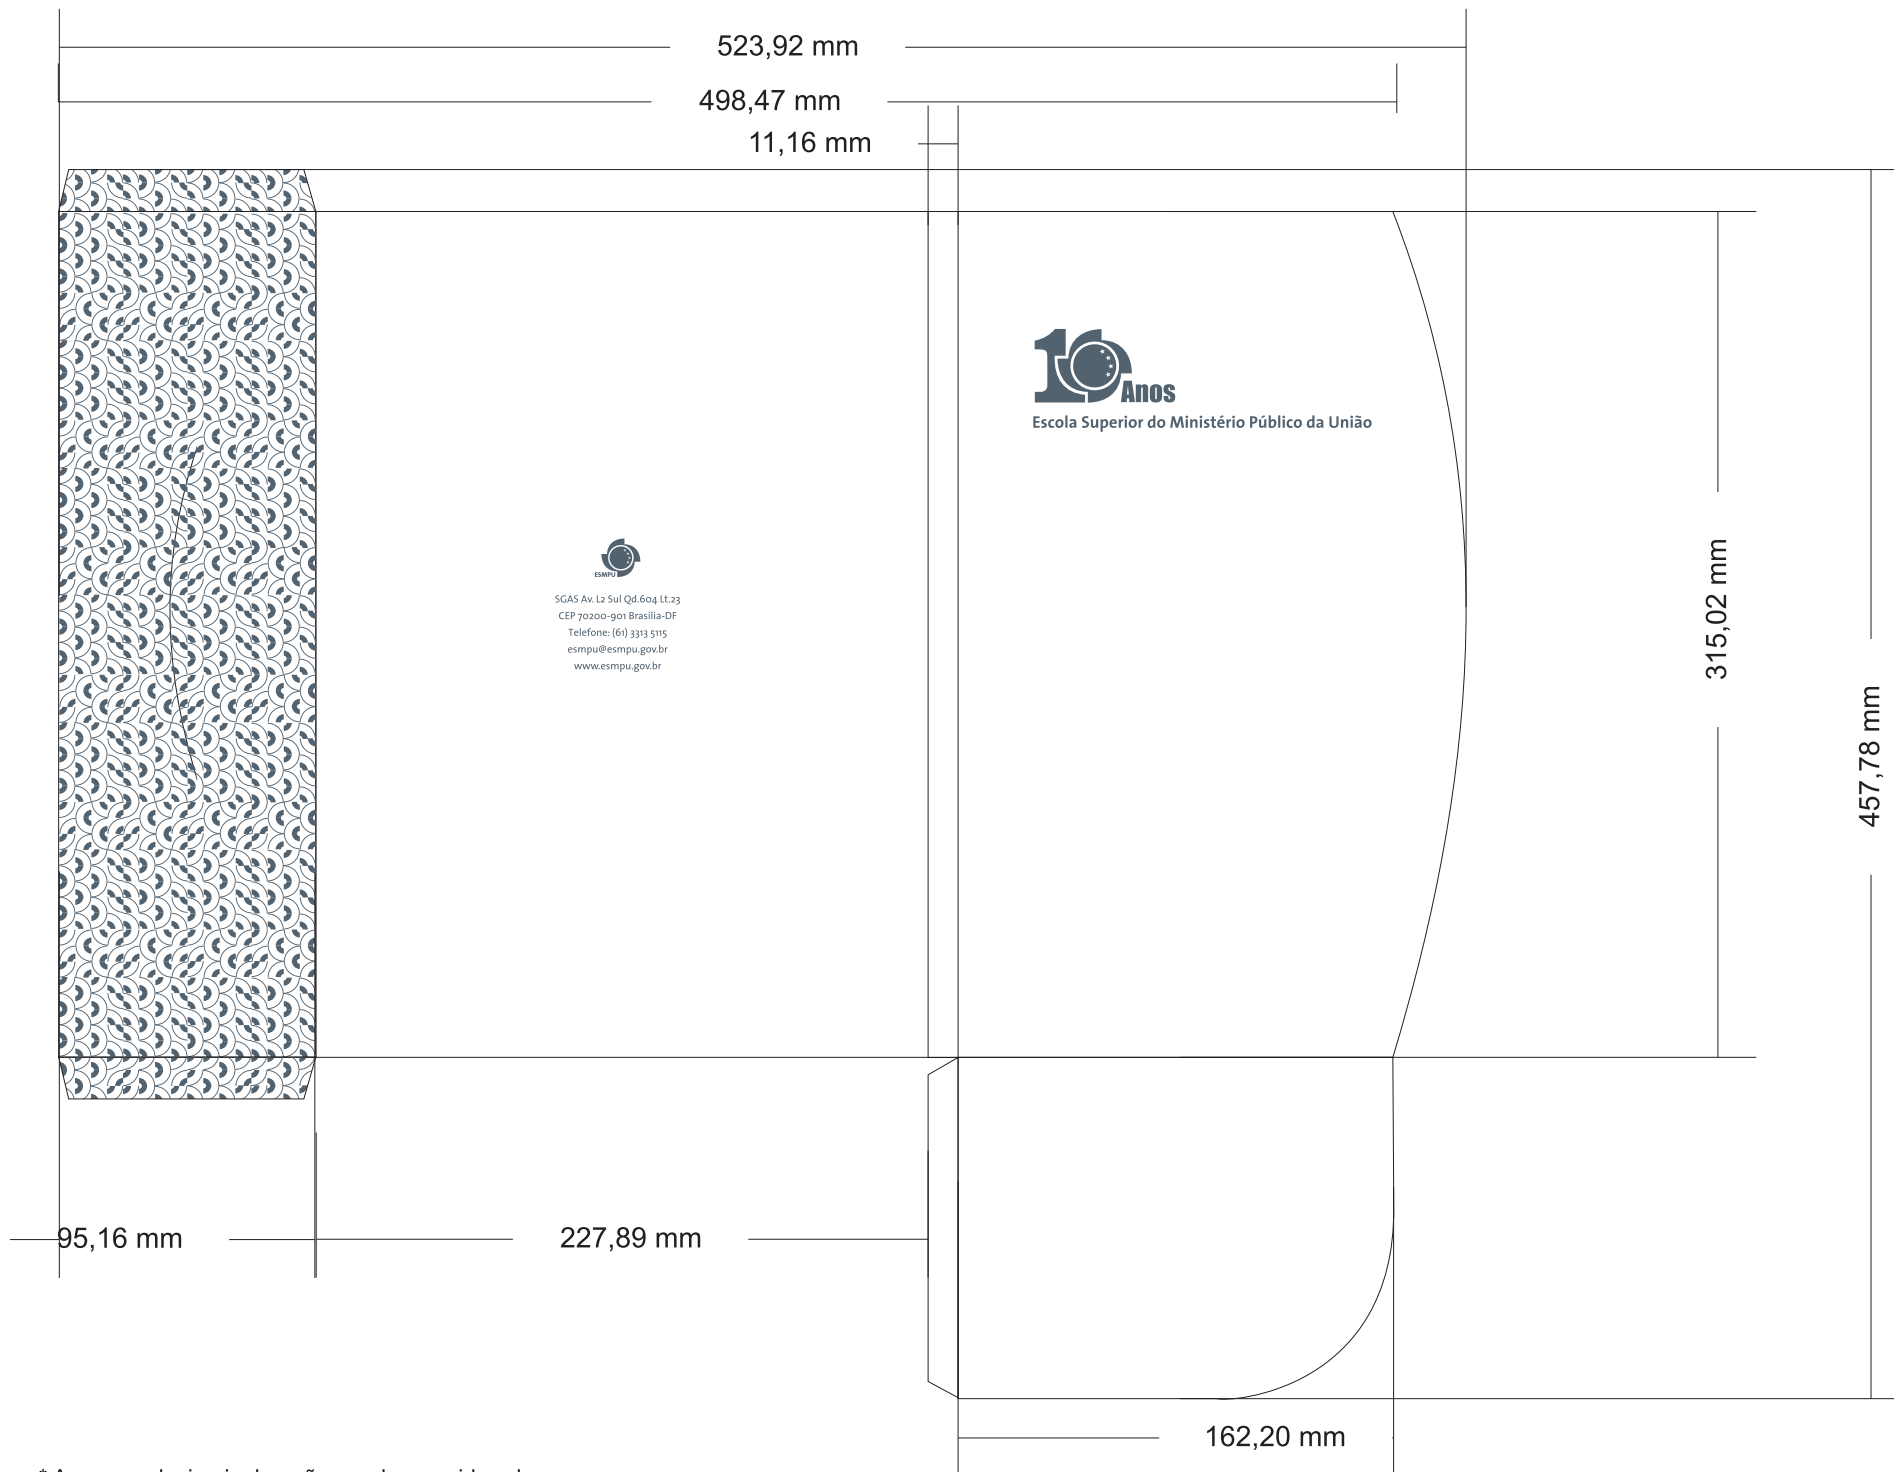 523,92 mm
498,47 mm
11,16 mm
10 Anos
Escola Superior do Ministério Público da União
ESMPU
SGAS Av. L2 Sul Qd.604 Lt.23
CEP 70200-901 Brasília-DF
Telefone: (61) 3313 5115
esmpu@esmpu.gov.br
www.esmpu.gov.br
315,02 mm
457,78 mm
95,16 mm
227,89 mm
162,20 mm